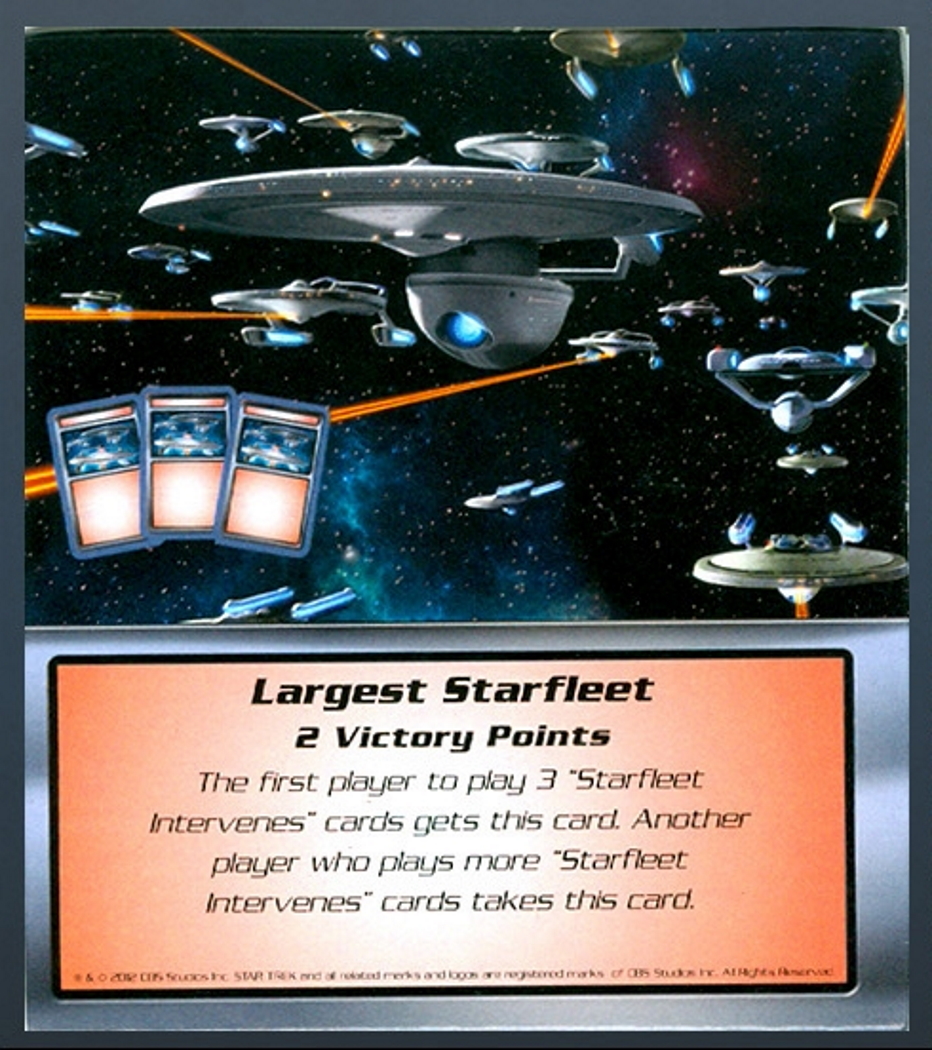 Largest Starfleet
2 Victory Points
The first player to play 3 "Starfleet
Intervenes" cards gets this card. Another
player who plays more "Starfleet
Intervenes" cards takes this card.
® & © 2012 CBS Studios Inc. STAR TREK and all related marks and logos are registered marks of CBS Studios Inc. All Rights Reserved.